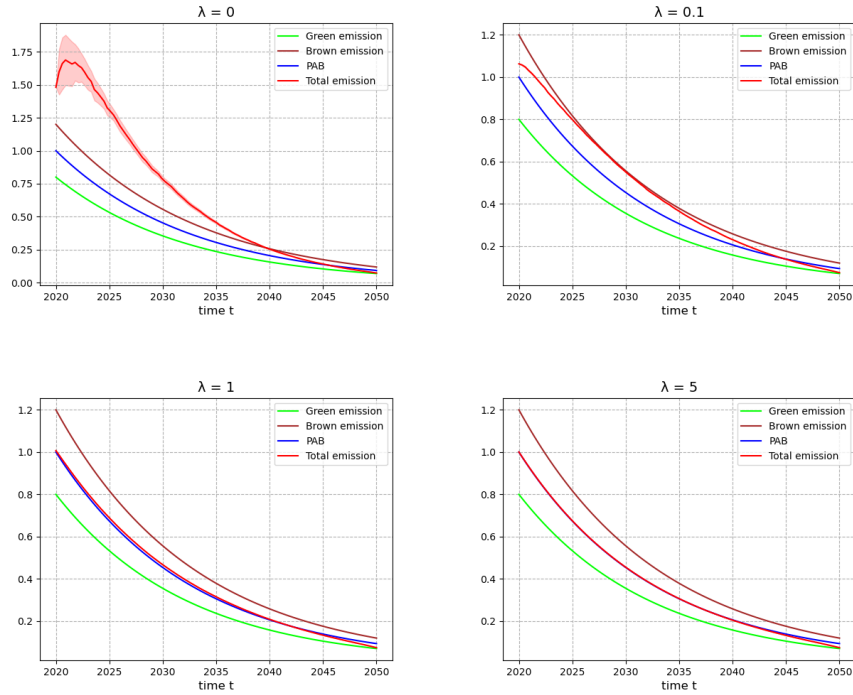 λ = 0
1.75
1.50
1.25
1.00
0.75
0.50
0.25
0.00
Green emission
Brown emission
PAB
Total emission
2020 2025 2030 2035 2040 2045 2050
time t
λ = 0.1
1.2
1.0
0.8
0.6
0.4
0.2
Green emission
Brown emission
PAB
Total emission
2020 2025 2030 2035 2040 2045 2050
time t
λ = 1
1.2
1.0
0.8
0.6
0.4
0.2
Green emission
Brown emission
PAB
Total emission
2020 2025 2030 2035 2040 2045 2050
time t
λ = 5
1.2
1.0
0.8
0.6
0.4
0.2
Green emission
Brown emission
PAB
Total emission
2020 2025 2030 2035 2040 2045 2050
time t